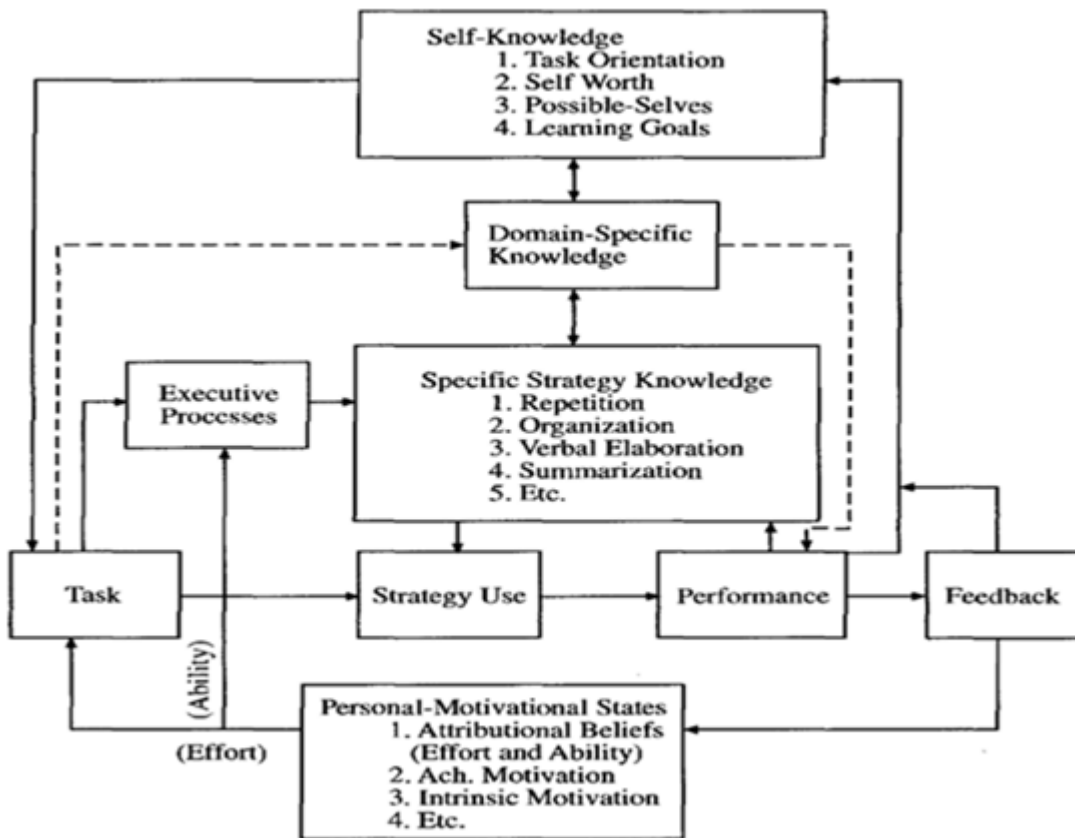 Self-Knowledge
1. Task Orientation
2. Self Worth
3. Possible-Selves
4. Learning Goals
Domain-Specific
Knowledge
Executive
Processes
Specific Strategy Knowledge
1. Repetition
2. Organization
3. Verbal Elaboration
4. Summarization
5. Etc.
Task
Strategy Use
Performance
Feedback
(Ability)
(Effort)
Personal-Motivational States
1. Attributional Beliefs
(Effort and Ability)
2. Ach. Motivation
3. Intrinsic Motivation
4. Etc.